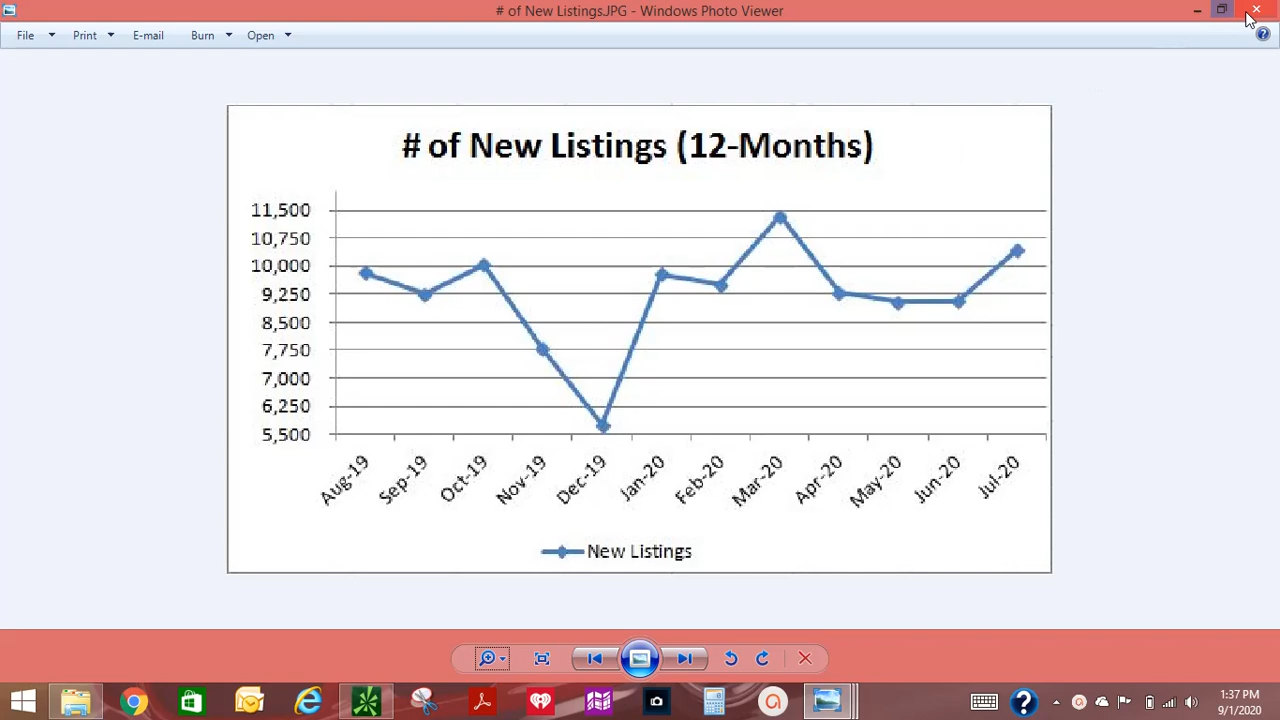 # of New Listings.JPG - Windows Photo Viewer
File Print E-mail Burn Open
# of New Listings (12-Months)
11,500
10,750
10,000
9,250
8,500
7,750
7,000
6,250
5,500
Aug-19 Sep-19 Oct-19 Nov-19 Dec-19 Jan-20 Feb-20 Mar-20 Apr-20 May-20 Jun-20 Jul-20
New Listings
1:37 PM
9/1/2020